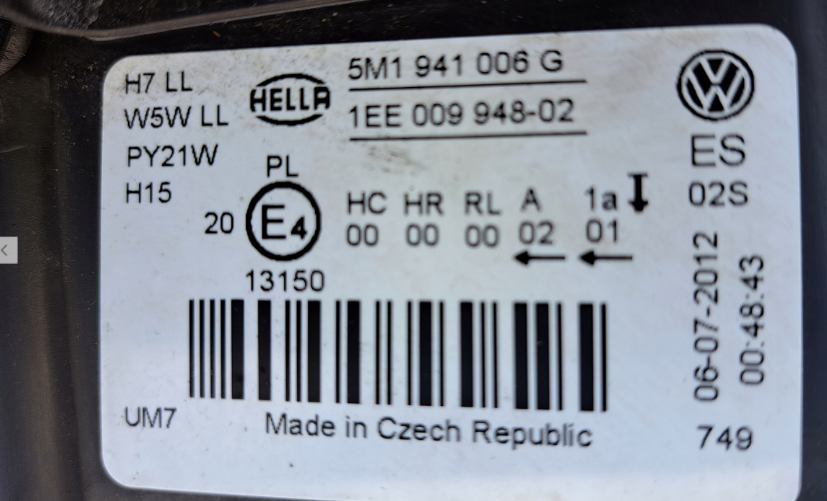 H7 LL
W5W LL
PY21W
H15
HELLA
5M1 941 006 G
1EE 009 948-02
PL
20 E4
13150
HC HR RL A 1a
00 00 00 02 01
VW
ES
02S
06-07-2012
00:48:43
749
UM7
Made in Czech Republic